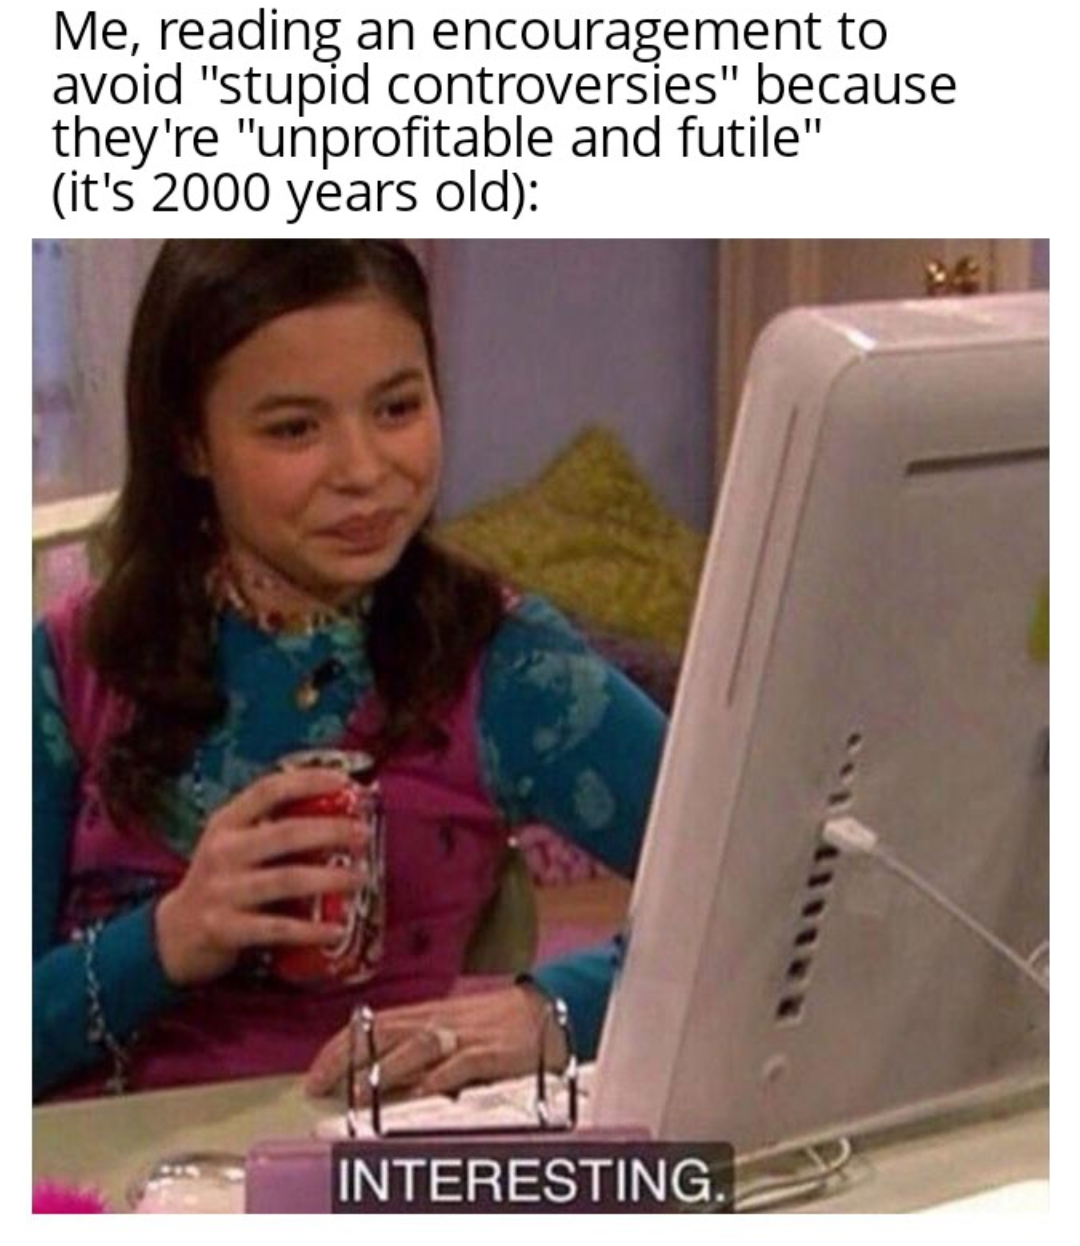 Me, reading an encouragement to
avoid "stupid controversies" because
they're "unprofitable and futile"
(it's 2000 years old):
INTERESTING.